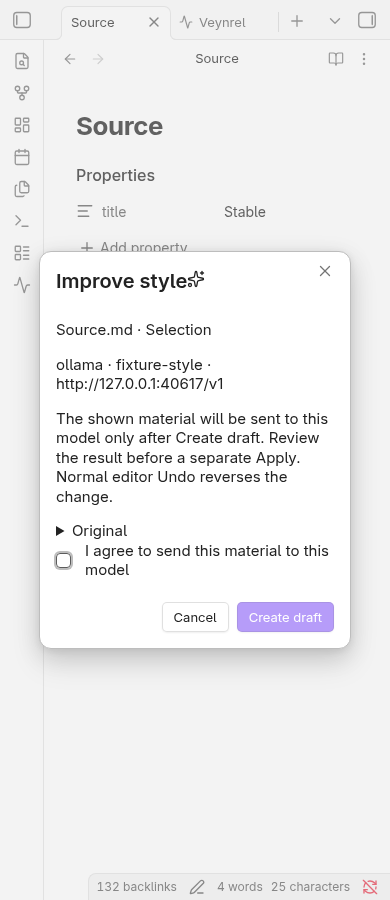 Source
Veynrel
Source
Source
Properties
title Stable
Add property
Improve style
Source.md · Selection
ollama · fixture-style ·
http://127.0.0.1:40617/v1
The shown material will be sent to this
model only after Create draft. Review
the result before a separate Apply.
Normal editor Undo reverses the
change.
Original
I agree to send this material to this
model
Cancel Create draft
132 backlinks 4 words 25 characters